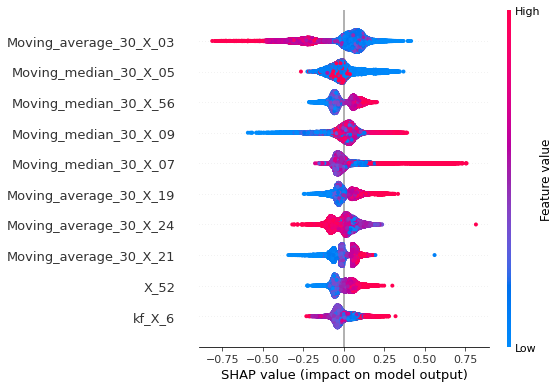 High
Moving_average_30_X_03
Moving_median_30_X_05
Moving_median_30_X_56
Moving_median_30_X_09
Moving_median_30_X_07
Moving_average_30_X_19
Moving_average_30_X_24
Moving_average_30_X_21
X_52
kf_X_6
Feature value
Low
−0.75 −0.50 −0.25 0.00 0.25 0.50 0.75
SHAP value (impact on model output)